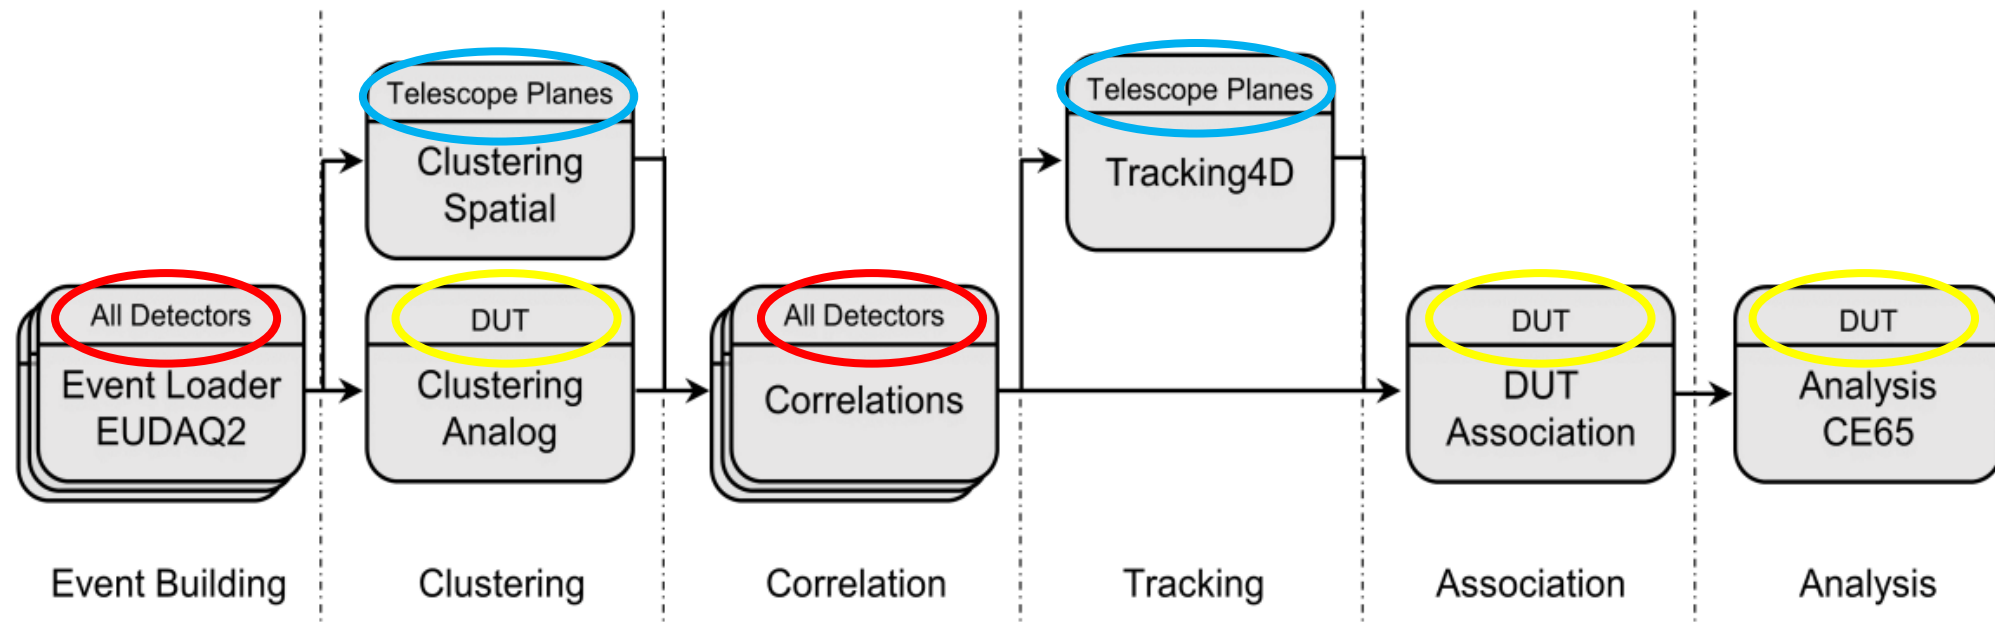 Telescope Planes
Clustering
Spatial
Telescope Planes
Tracking4D
All Detectors
Event Loader
EUDAQ2
DUT
Clustering
Analog
All Detectors
Correlations
DUT
DUT
Association
DUT
Analysis
CE65
Event Building
Clustering
Correlation
Tracking
Association
Analysis